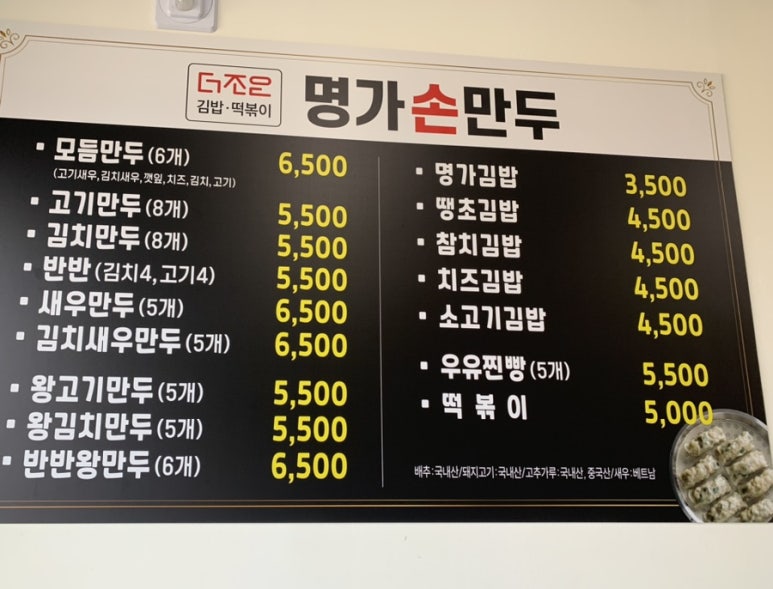 더조은
김밥·떡볶이
명가손만두
· 모듬만두(6개) 6,500
(고기새우,김치새우,깻잎,치즈,김치,고기)
· 고기만두(8개) 5,500
· 김치만두(8개) 5,500
· 반반(김치4,고기4) 5,500
· 새우만두(5개) 6,500
· 김치새우만두(5개) 6,500
· 왕고기만두(5개) 5,500
· 왕김치만두(5개) 5,500
· 반반왕만두(6개) 6,500
· 명가김밥 3,500
· 땡초김밥 4,500
· 참치김밥 4,500
· 치즈김밥 4,500
· 소고기김밥 4,500
· 우유찐빵(5개) 5,500
· 떡 볶 이 5,000
배추:국내산/돼지고기:국내산/고추가루:국내산, 중국산/새우:베트남